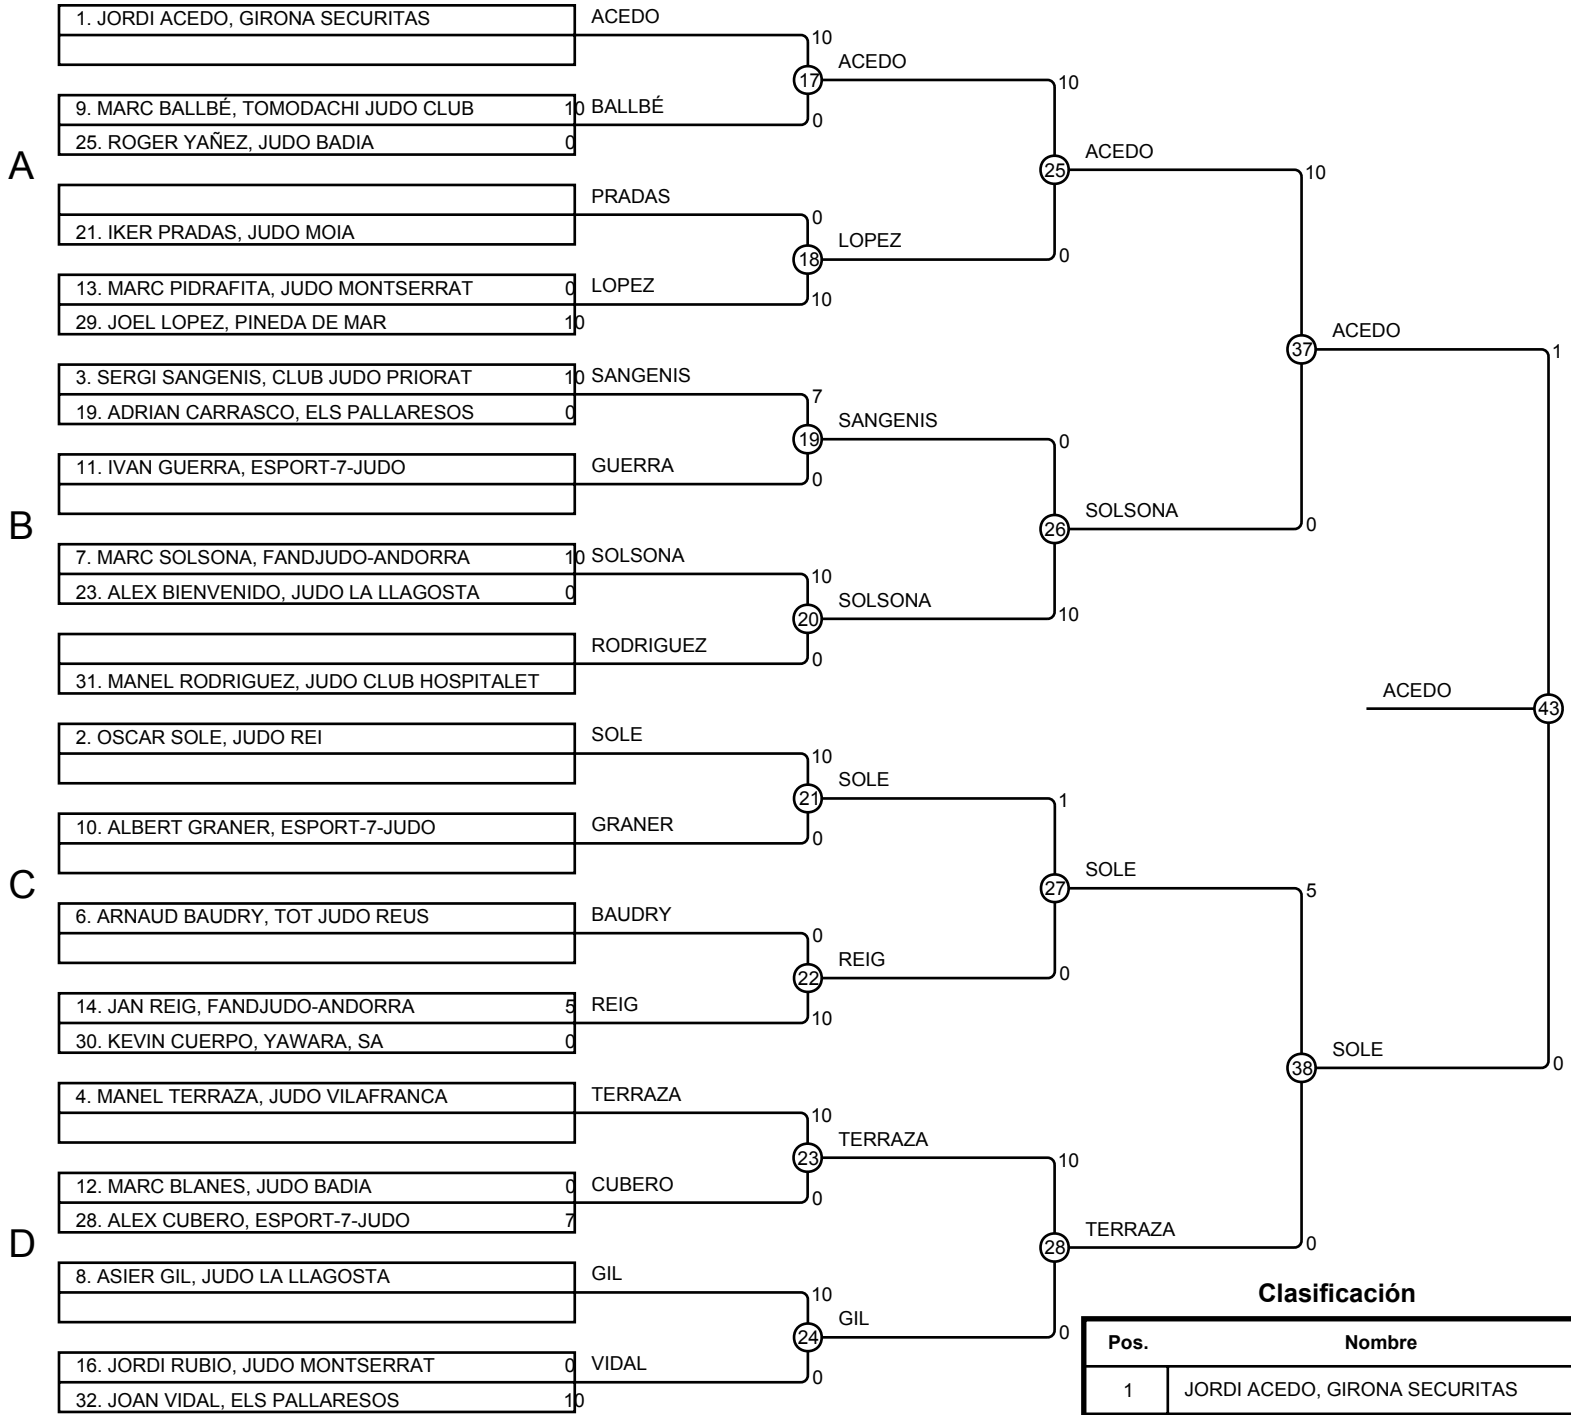 1. JORDI ACEDO, GIRONA SECURITAS
ACEDO
10
17
ACEDO
9. MARC BALLBÉ, TOMODACHI JUDO CLUB 10
BALLBÉ
0
25. ROGER YAÑEZ, JUDO BADIA 0
A
10
25
ACEDO
PRADAS
0
21. IKER PRADAS, JUDO MOIA
18
LOPEZ
0
13. MARC PIDRAFITA, JUDO MONTSERRAT 0
LOPEZ
10
29. JOEL LOPEZ, PINEDA DE MAR 10
10
37
ACEDO
3. SERGI SANGENIS, CLUB JUDO PRIORAT 10
SANGENIS
7
19. ADRIAN CARRASCO, ELS PALLARESOS 0
19
SANGENIS
0
11. IVAN GUERRA, ESPORT-7-JUDO
GUERRA
0
B
26
SOLSONA
0
7. MARC SOLSONA, FANDJUDO-ANDORRA 10
SOLSONA
10
23. ALEX BIENVENIDO, JUDO LA LLAGOSTA 0
20
SOLSONA
10
RODRIGUEZ
0
31. MANEL RODRIGUEZ, JUDO CLUB HOSPITALET
1
ACEDO
43
2. OSCAR SOLE, JUDO REI
SOLE
10
21
SOLE
1
10. ALBERT GRANER, ESPORT-7-JUDO
GRANER
0
C
27
SOLE
5
6. ARNAUD BAUDRY, TOT JUDO REUS
BAUDRY
0
22
REIG
0
14. JAN REIG, FANDJUDO-ANDORRA 5
REIG
10
30. KEVIN CUERPO, YAWARA, SA 0
38
SOLE
0
4. MANEL TERRAZA, JUDO VILAFRANCA
TERRAZA
10
23
TERRAZA
10
12. MARC BLANES, JUDO BADIA 0
CUBERO
0
28. ALEX CUBERO, ESPORT-7-JUDO 7
D
28
TERRAZA
0
8. ASIER GIL, JUDO LA LLAGOSTA
GIL
10
24
GIL
0
16. JORDI RUBIO, JUDO MONTSERRAT 0
VIDAL
0
32. JOAN VIDAL, ELS PALLARESOS 10
Clasificación
Pos. Nombre
1 JORDI ACEDO, GIRONA SECURITAS